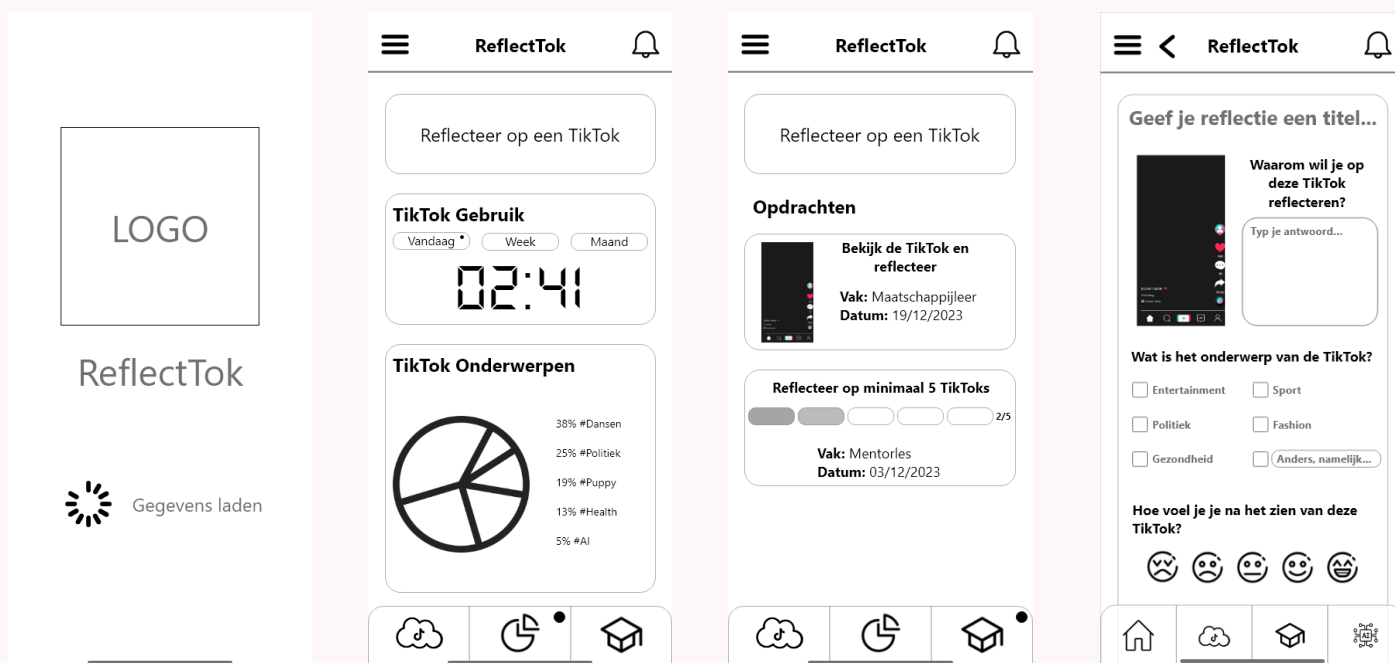 LOGO
ReflectTok
Gegevens laden
ReflectTok
Reflecteer op een TikTok
TikTok Gebruik
Vandaag
Week
Maand
02:41
TikTok Onderwerpen
38% #Dansen
25% #Politiek
19% #Puppy
13% #Health
5% #AI
ReflectTok
Reflecteer op een TikTok
Opdrachten
Bekijk de TikTok en
reflecteer
Vak: Maatschappijleer
Datum: 19/12/2023
Reflecteer op minimaal 5 TikToks
2/5
Vak: Mentorles
Datum: 03/12/2023
ReflectTok
Geef je reflectie een titel...
Waarom wil je op
deze TikTok
reflecteren?
Typ je antwoord...
Wat is het onderwerp van de TikTok?
Entertainment
Sport
Politiek
Fashion
Gezondheid
Anders, namelijk...
Hoe voel je je na het zien van deze
TikTok?
AI